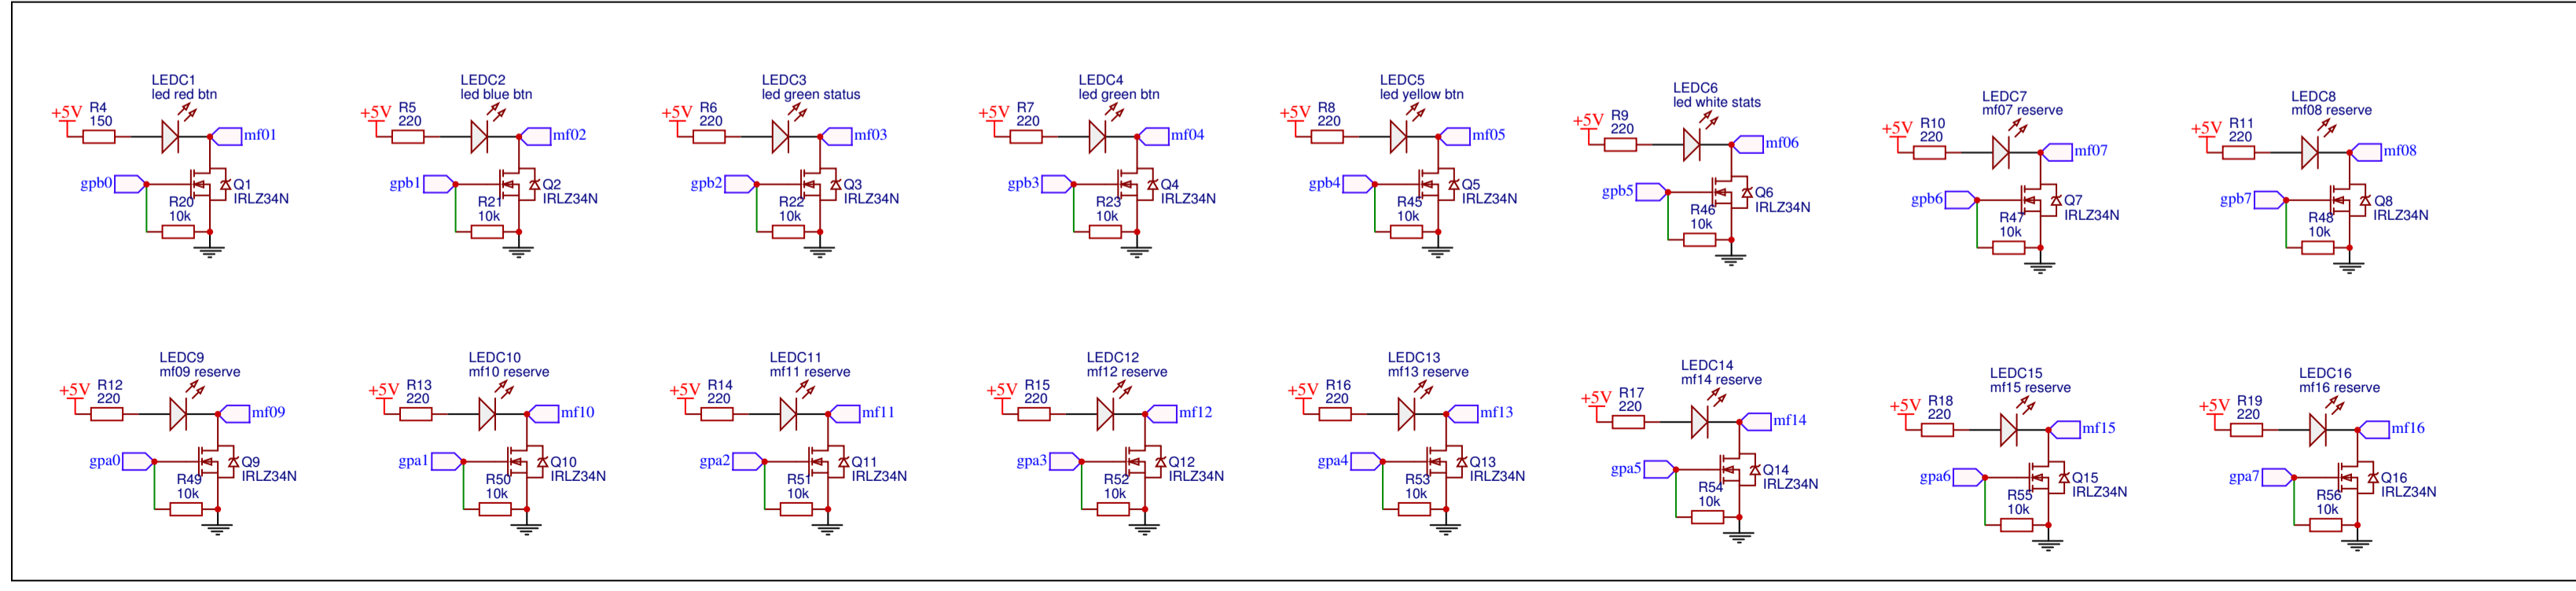 LEDC1
led red btn
+5V R4
150
mf01
gpb0
Q1
IRLZ34N
R20
10k
LEDC2
led blue btn
+5V R5
220
mf02
gpb1
Q2
IRLZ34N
R21
10k
LEDC3
led green status
+5V R6
220
mf03
gpb2
Q3
IRLZ34N
R22
10k
LEDC4
led green btn
+5V R7
220
mf04
gpb3
Q4
IRLZ34N
R23
10k
LEDC5
led yellow btn
+5V R8
220
mf05
gpb4
Q5
IRLZ34N
R45
10k
LEDC6
led white stats
+5V R9
220
mf06
gpb5
Q6
IRLZ34N
R46
10k
LEDC7
mf07 reserve
+5V R10
220
mf07
gpb6
Q7
IRLZ34N
R47
10k
LEDC8
mf08 reserve
+5V R11
220
mf08
gpb7
Q8
IRLZ34N
R48
10k
LEDC9
mf09 reserve
+5V R12
220
mf09
gpa0
Q9
IRLZ34N
R49
10k
LEDC10
mf10 reserve
+5V R13
220
mf10
gpa1
Q10
IRLZ34N
R50
10k
LEDC11
mf11 reserve
+5V R14
220
mf11
gpa2
Q11
IRLZ34N
R51
10k
LEDC12
mf12 reserve
+5V R15
220
mf12
gpa3
Q12
IRLZ34N
R52
10k
LEDC13
mf13 reserve
+5V R16
220
mf13
gpa4
Q13
IRLZ34N
R53
10k
LEDC14
mf14 reserve
+5V R17
220
mf14
gpa5
Q14
IRLZ34N
R54
10k
LEDC15
mf15 reserve
+5V R18
220
mf15
gpa6
Q15
IRLZ34N
R55
10k
LEDC16
mf16 reserve
+5V R19
220
mf16
gpa7
Q16
IRLZ34N
R56
10k